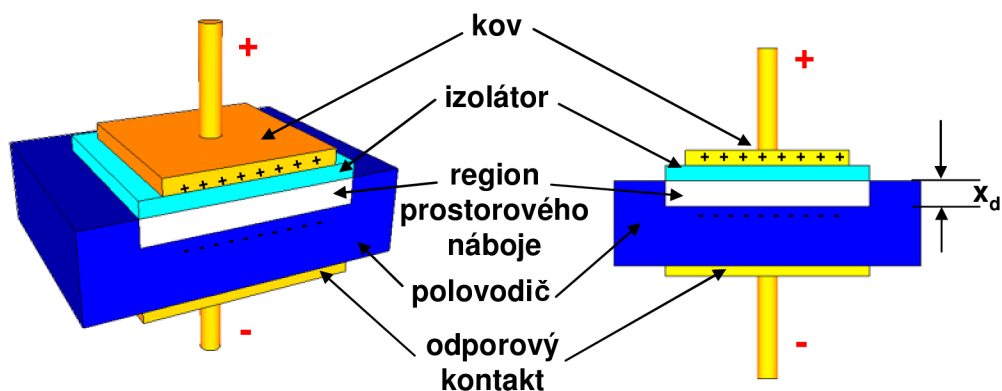 kov
+
+
izolátor
+ + + + + + + +
+ + + + + + + +
region
prostorového
náboje
x_d
polovodič
-
-
odporový
kontakt